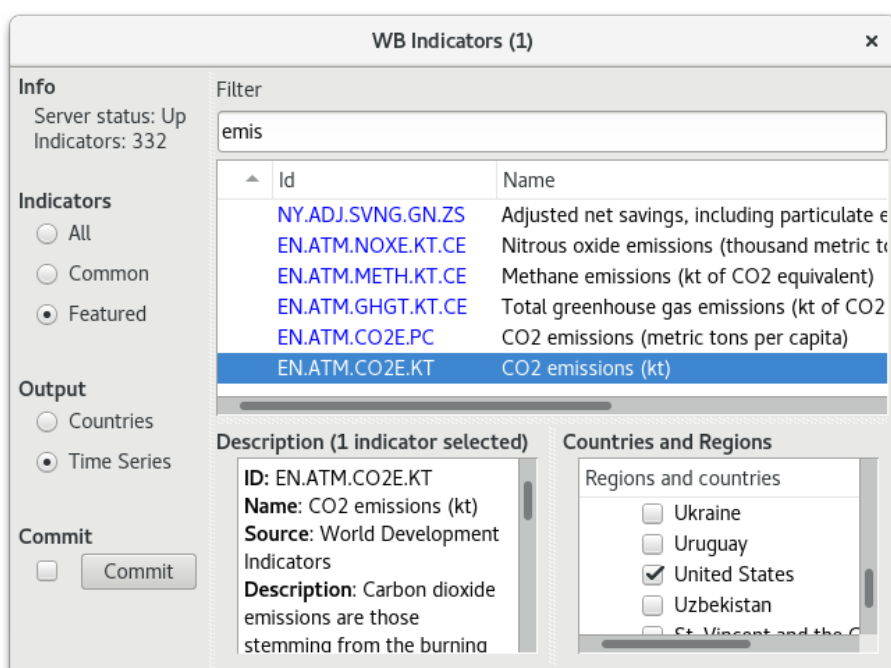 WB Indicators (1)
×
Info
Server status: Up
Indicators: 332
Indicators
All
Common
Featured
Output
Countries
Time Series
Commit
Commit
Filter
emis
Id Name
NY.ADJ.SVNG.GN.ZS Adjusted net savings, including particulate e
EN.ATM.NOXE.KT.CE Nitrous oxide emissions (thousand metric to
EN.ATM.METH.KT.CE Methane emissions (kt of CO2 equivalent)
EN.ATM.GHGT.KT.CE Total greenhouse gas emissions (kt of CO2
EN.ATM.CO2E.PC CO2 emissions (metric tons per capita)
EN.ATM.CO2E.KT CO2 emissions (kt)
Description (1 indicator selected)
ID: EN.ATM.CO2E.KT
Name: CO2 emissions (kt)
Source: World Development
Indicators
Description: Carbon dioxide
emissions are those
stemming from the burning
Countries and Regions
Regions and countries
Ukraine
Uruguay
United States
Uzbekistan
St. Vincent and the G